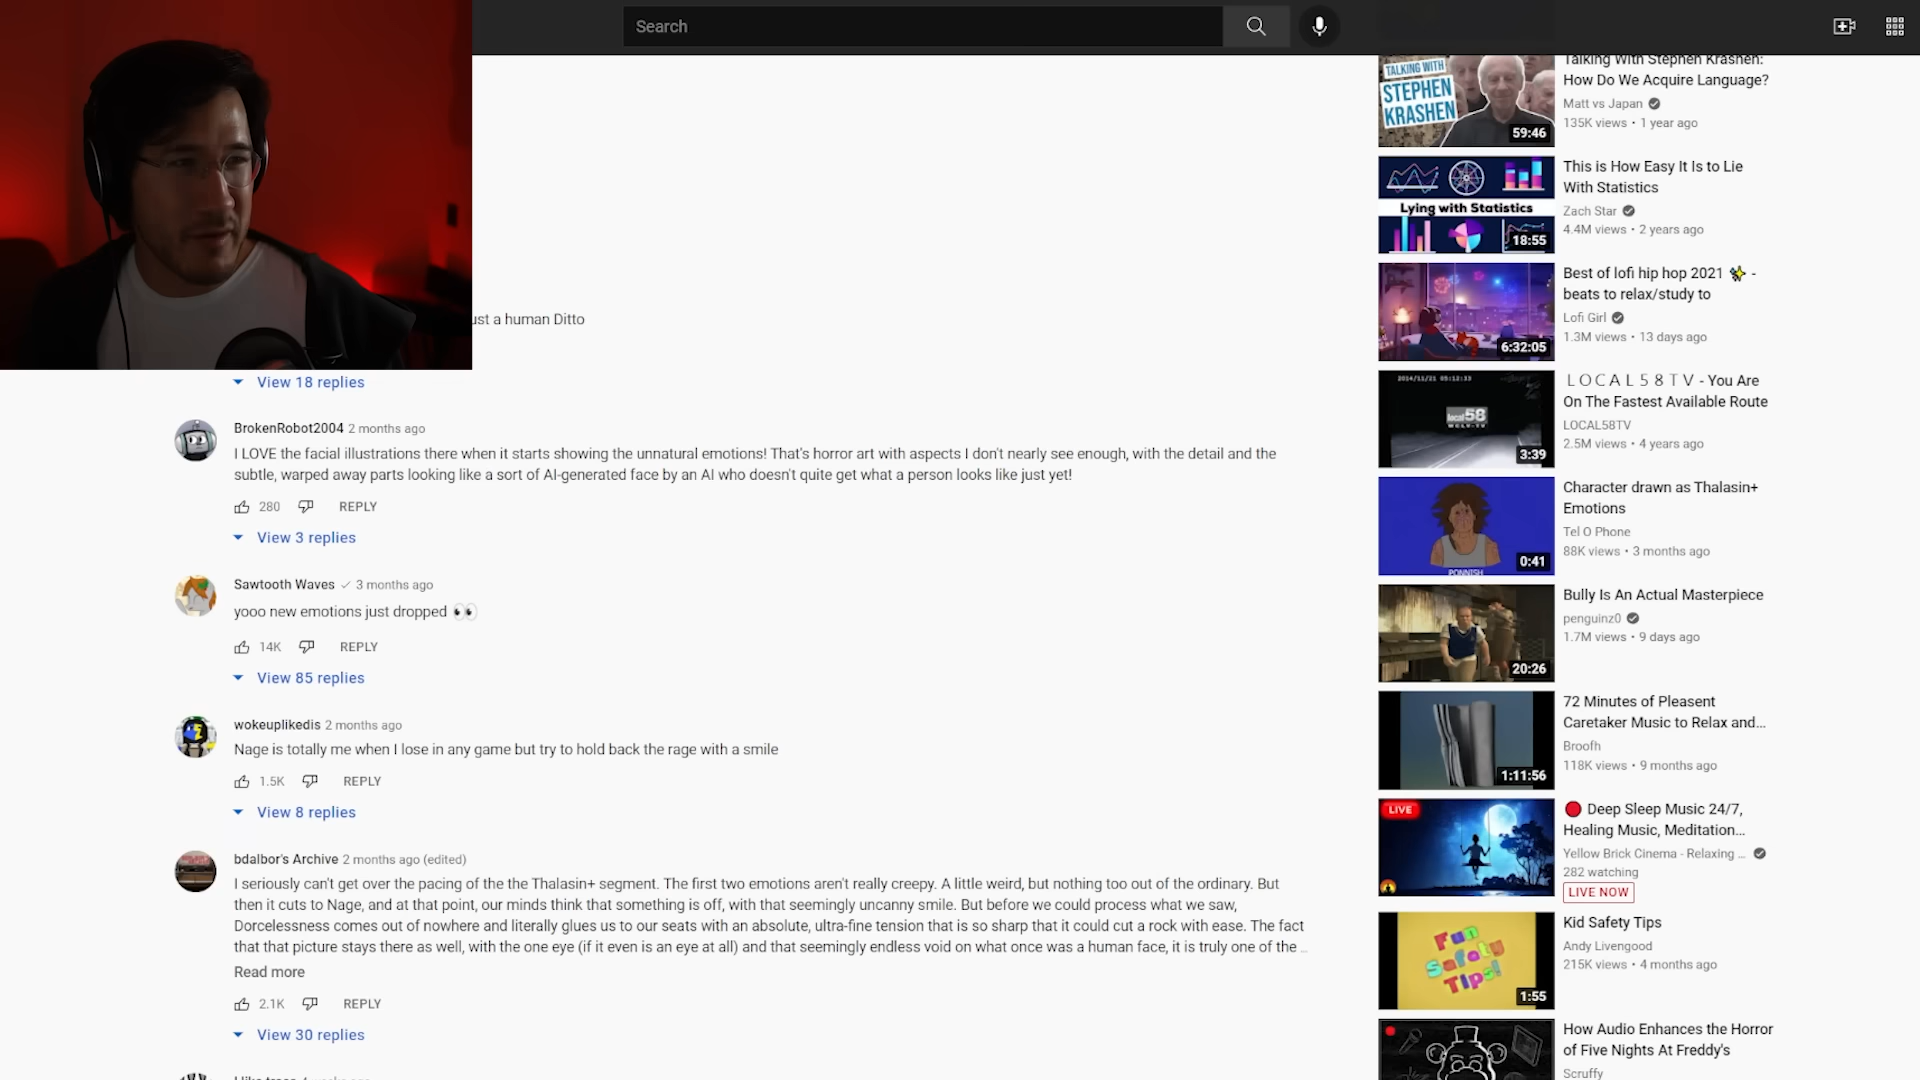 Search
ust a human Ditto
View 18 replies
BrokenRobot2004 2 months ago
I LOVE the facial illustrations there when it starts showing the unnatural emotions! That's horror art with aspects I don't nearly see enough, with the detail and the
subtle, warped away parts looking like a sort of AI-generated face by an AI who doesn't quite get what a person looks like just yet!
280 REPLY
View 3 replies
Sawtooth Waves ✓ 3 months ago
yooo new emotions just dropped 👀
14K REPLY
View 85 replies
wokeuplikedis 2 months ago
Nage is totally me when I lose in any game but try to hold back the rage with a smile
1.5K REPLY
View 8 replies
bdalbor's Archive 2 months ago (edited)
I seriously can't get over the pacing of the the Thalasin+ segment. The first two emotions aren't really creepy. A little weird, but nothing too out of the ordinary. But
then it cuts to Nage, and at that point, our minds think that something is off, with that seemingly uncanny smile. But before we could process what we saw,
Dorcelessness comes out of nowhere and literally glues us to our seats with an absolute, ultra-fine tension that is so sharp that it could cut a rock with ease. The fact
that that picture stays there as well, with the one eye (if it even is an eye at all) and that seemingly endless void on what once was a human face, it is truly one of the ...
Read more
2.1K REPLY
View 30 replies
TALKING WITH
STEPHEN
KRASHEN
59:46
Talking With Stephen Krashen:
How Do We Acquire Language?
Matt vs Japan
135K views • 1 year ago
Lying with Statistics
18:55
This is How Easy It Is to Lie
With Statistics
Zach Star
4.4M views • 2 years ago
6:32:05
Best of lofi hip hop 2021 ✨ -
beats to relax/study to
Lofi Girl
1.3M views • 13 days ago
2014/11/21 05:12:33
local58
3:39
L O C A L 5 8 T V - You Are
On The Fastest Available Route
LOCAL58TV
2.5M views • 4 years ago
PONNISH
0:41
Character drawn as Thalasin+
Emotions
Tel O Phone
88K views • 3 months ago
20:26
Bully Is An Actual Masterpiece
penguinz0
1.7M views • 9 days ago
1:11:56
72 Minutes of Pleasent
Caretaker Music to Relax and...
Broofh
118K views • 9 months ago
LIVE
🔴 Deep Sleep Music 24/7,
Healing Music, Meditation...
Yellow Brick Cinema - Relaxing ...
282 watching
LIVE NOW
Fun
Safety
Tips!
1:55
Kid Safety Tips
Andy Livengood
215K views • 4 months ago
How Audio Enhances the Horror
of Five Nights At Freddy's
Scruffy